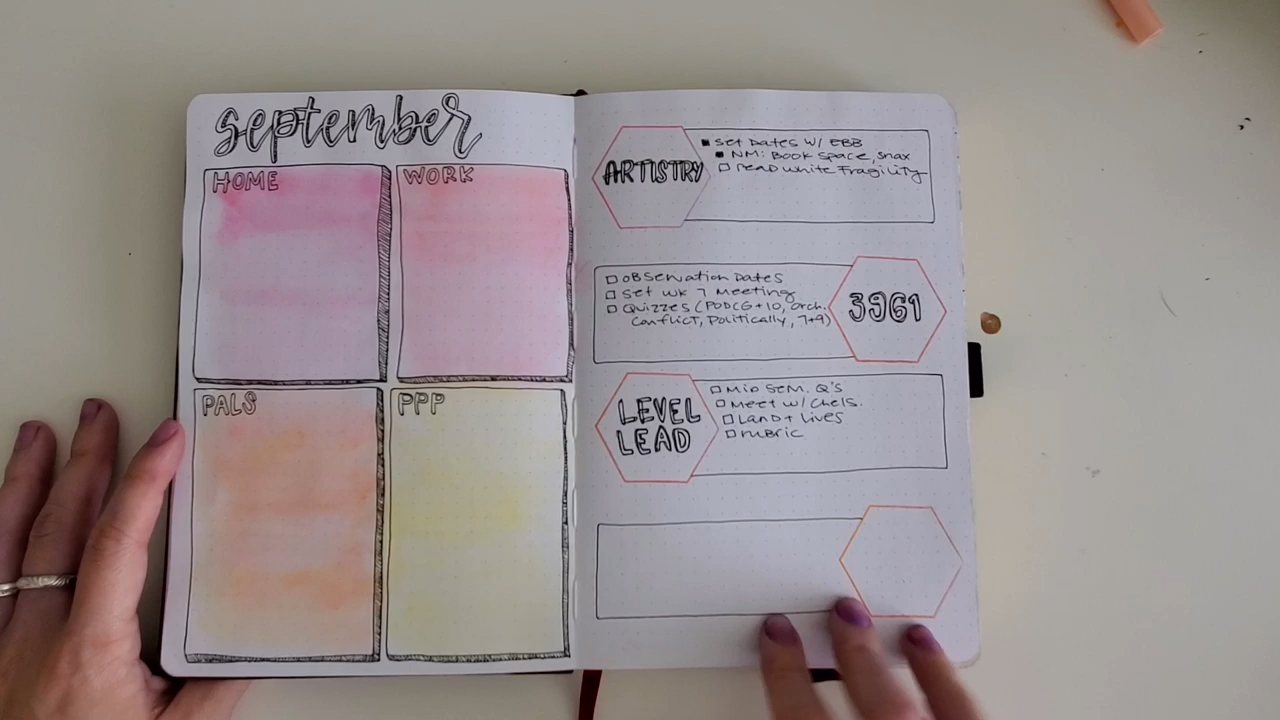 september
HOME
WORK
PALS
PPP
ARTISTRY
Set Dates W/ EBB
NM: Book space, snax
read White Fragility
observation Dates
set wk 7 Meeting
Quizzes (PODCG+10, orch.
Conflict, Politically, 7+9)
3961
LEVEL
LEAD
Mid Sem. Q's
Meet w/ Chels.
Land + Lives
rubric